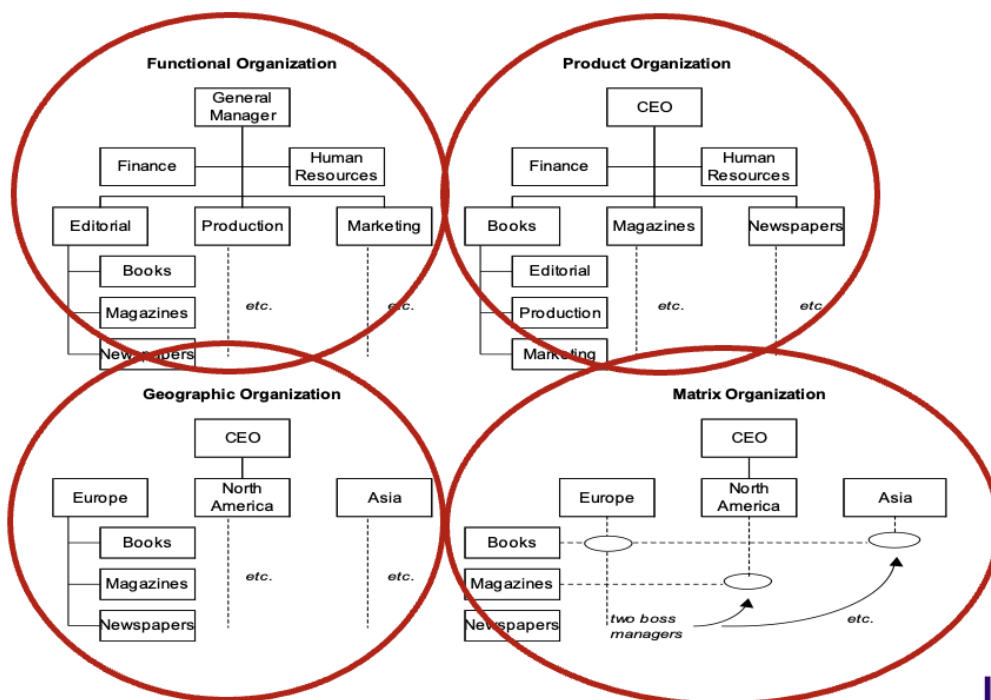 Functional Organization
General
Manager
Finance
Human
Resources
Editorial
Production
Marketing
Books
Magazines
Newspapers
etc.
etc.
Product Organization
CEO
Finance
Human
Resources
Books
Magazines
Newspapers
Editorial
Production
Marketing
etc.
etc.
Geographic Organization
CEO
Europe
North
America
Asia
Books
Magazines
Newspapers
etc.
etc.
Matrix Organization
CEO
Europe
North
America
Asia
Books
Magazines
Newspapers
two boss
managers
etc.